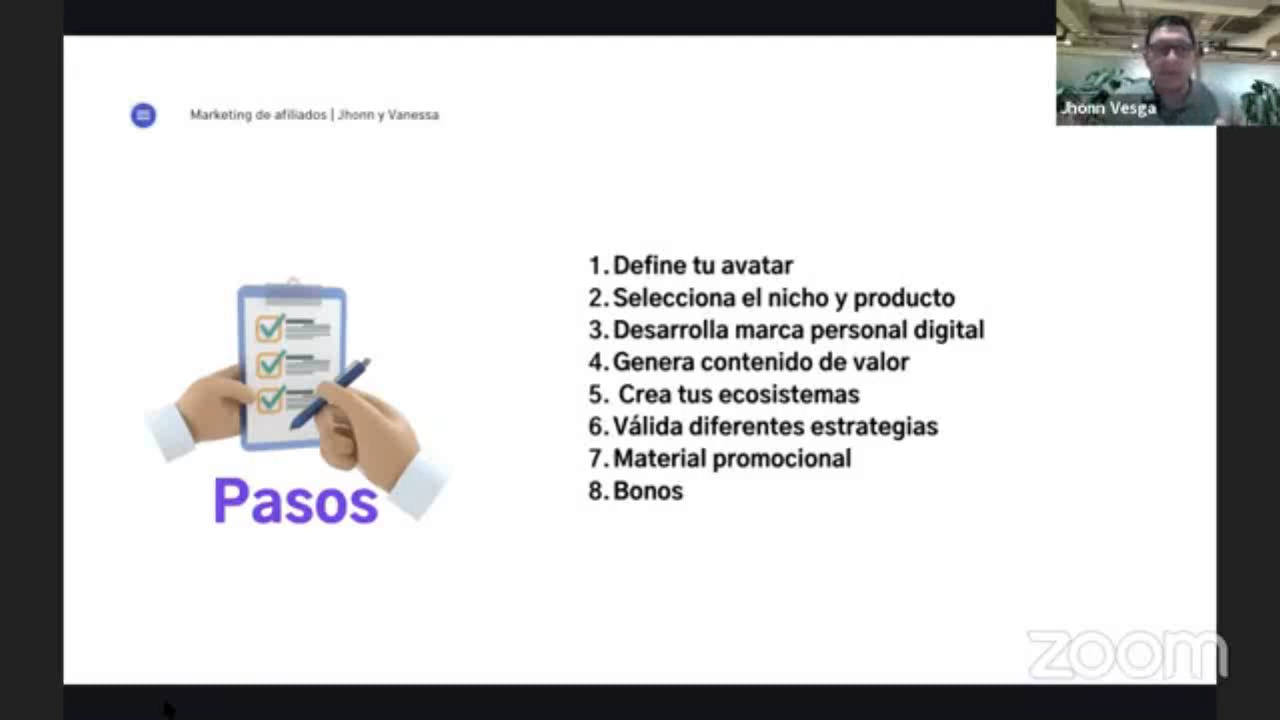 Marketing de afiliados | Jhonn y Vanessa
Jhonn Vesga
1. Define tu avatar
2. Selecciona el nicho y producto
3. Desarrolla marca personal digital
4. Genera contenido de valor
5. Crea tus ecosistemas
6. Válida diferentes estrategias
7. Material promocional
8. Bonos
Pasos
zoom